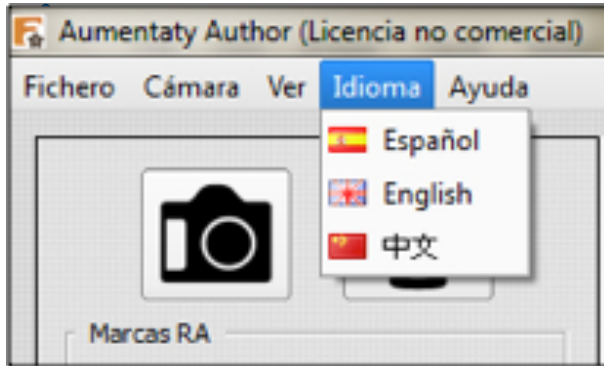 Aumentaty Author (Licencia no comercial)
Fichero Cámara Ver Idioma Ayuda
Español
English
中文
Marcas RA